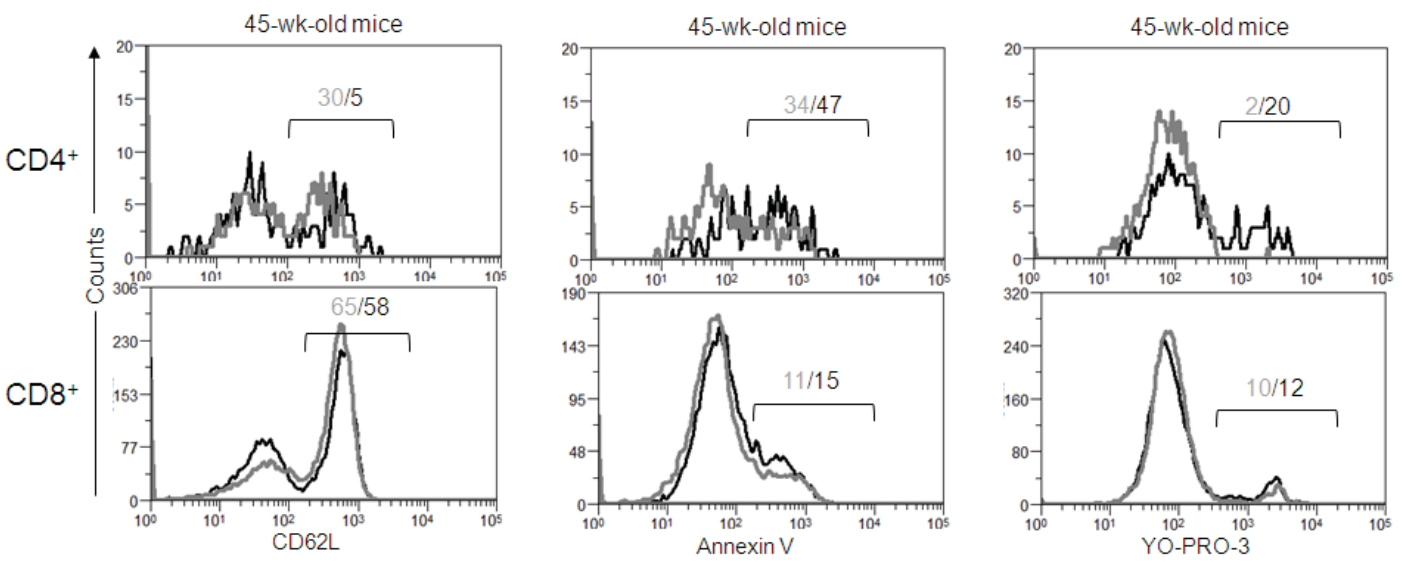 45-wk-old mice
45-wk-old mice
45-wk-old mice
CD4⁺
Counts
20
15
10
5
0
30/5
10⁰ 10¹ 10² 10³ 10⁴ 10⁵
20
15
10
5
0
34/47
10⁰ 10¹ 10² 10³ 10⁴ 10⁵
20
15
10
5
0
2/20
10⁰ 10¹ 10² 10³ 10⁴ 10⁵
CD8⁺
306
230
153
77
0
65/58
10⁰ 10¹ 10² 10³ 10⁴ 10⁵
CD62L
190
143
95
48
0
11/15
10⁰ 10¹ 10² 10³ 10⁴ 10⁵
Annexin V
320
240
160
80
0
10/12
10⁰ 10¹ 10² 10³ 10⁴ 10⁵
YO-PRO-3